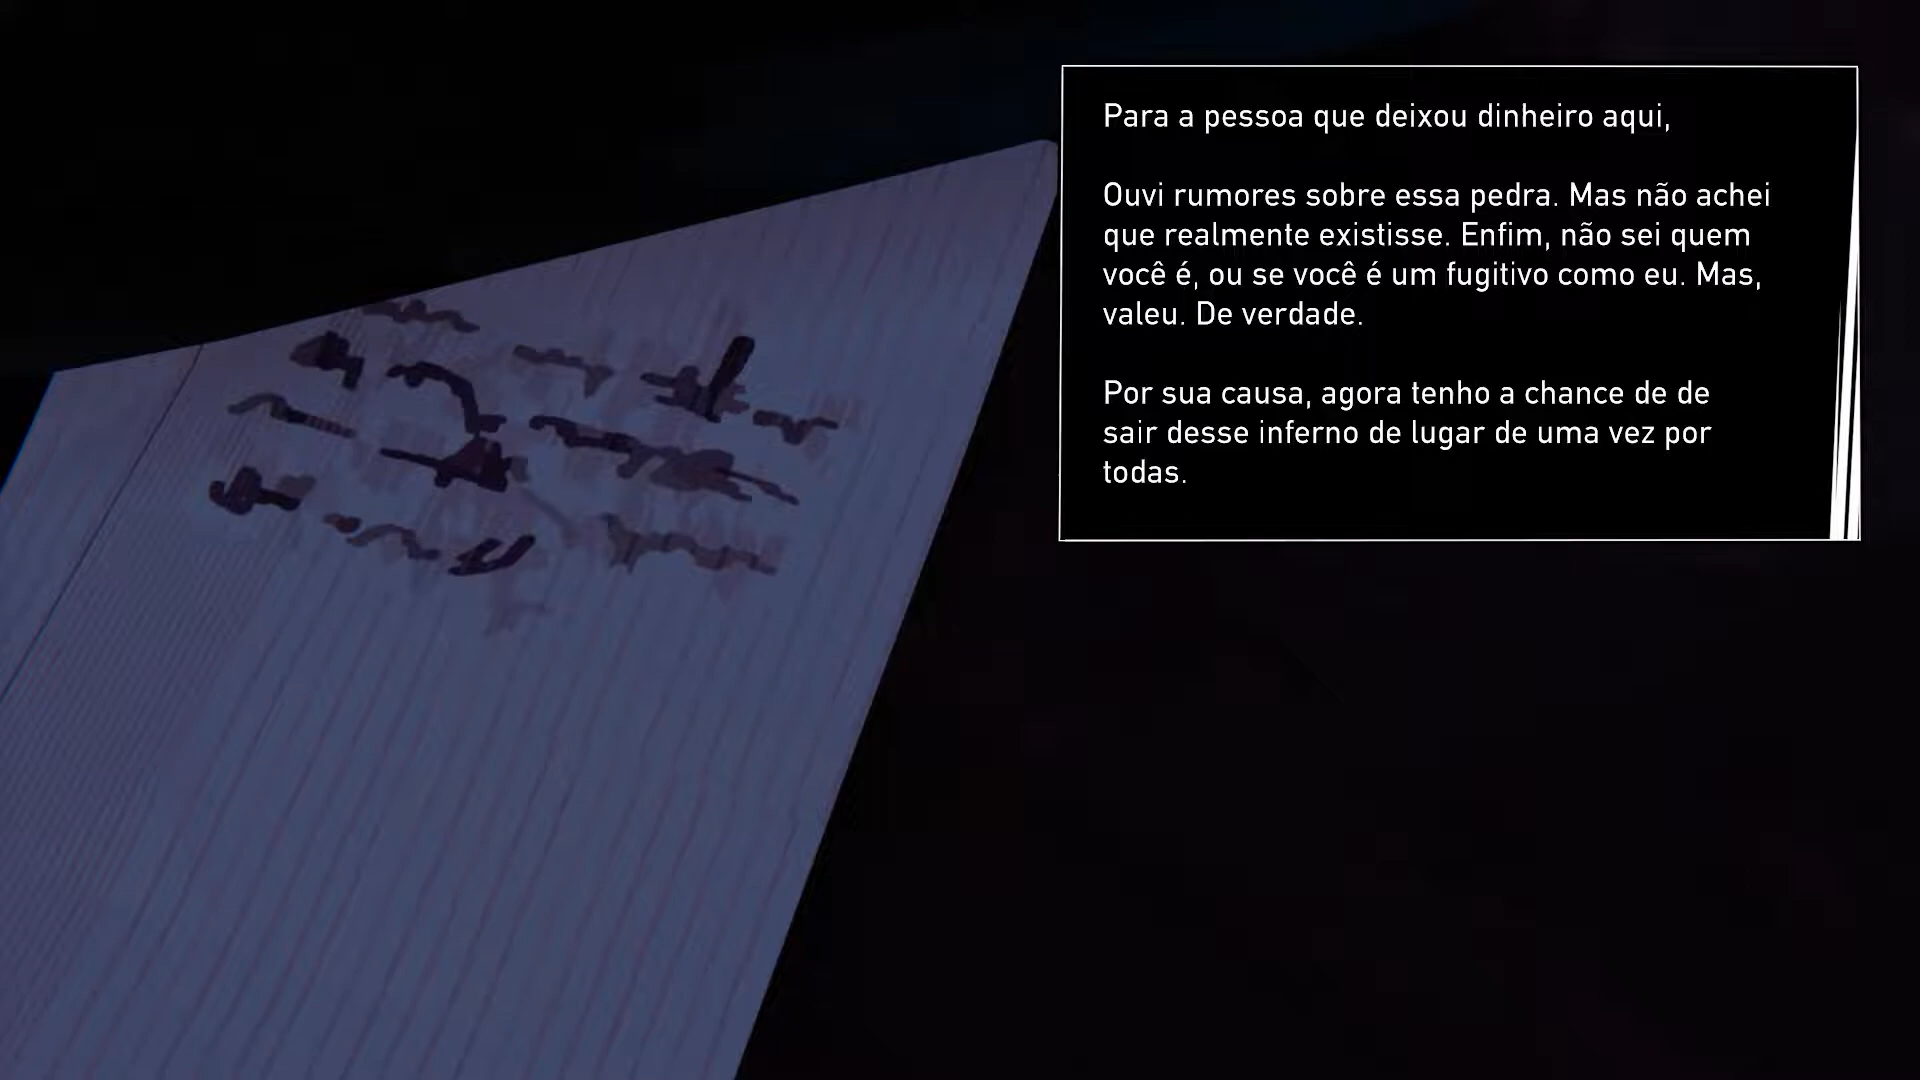 Para a pessoa que deixou dinheiro aqui,
Ouvi rumores sobre essa pedra. Mas não achei
que realmente existisse. Enfim, não sei quem
você é, ou se você é um fugitivo como eu. Mas,
valeu. De verdade.
Por sua causa, agora tenho a chance de de
sair desse inferno de lugar de uma vez por
todas.